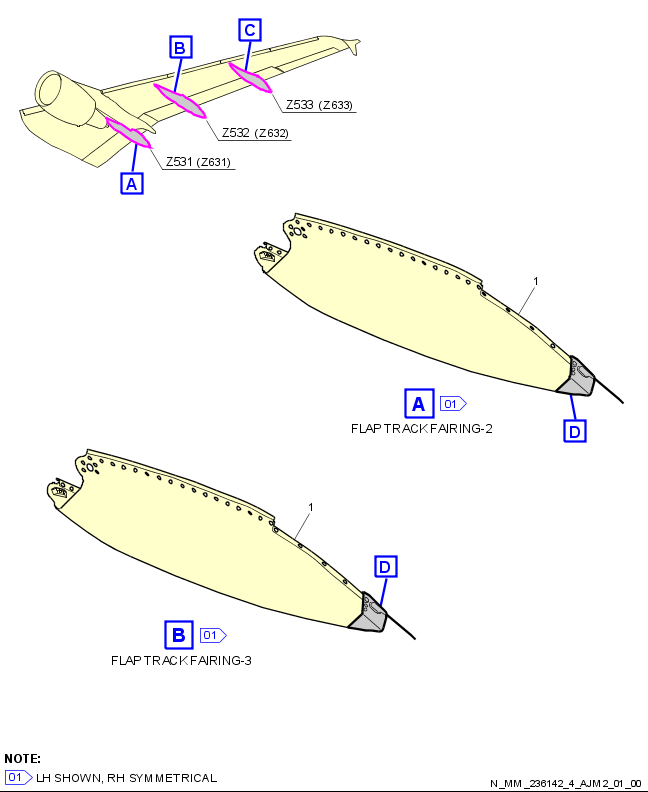 C
B
Z533 (Z633)
Z532 (Z632)
Z531 (Z631)
A
1
A 01
FLAP TRACK FAIRING-2
D
1
D
B 01
FLAP TRACK FAIRING-3
NOTE:
01 LH SHOWN, RH SYMMETRICAL
N_MM_236142_4_AJM2_01_00